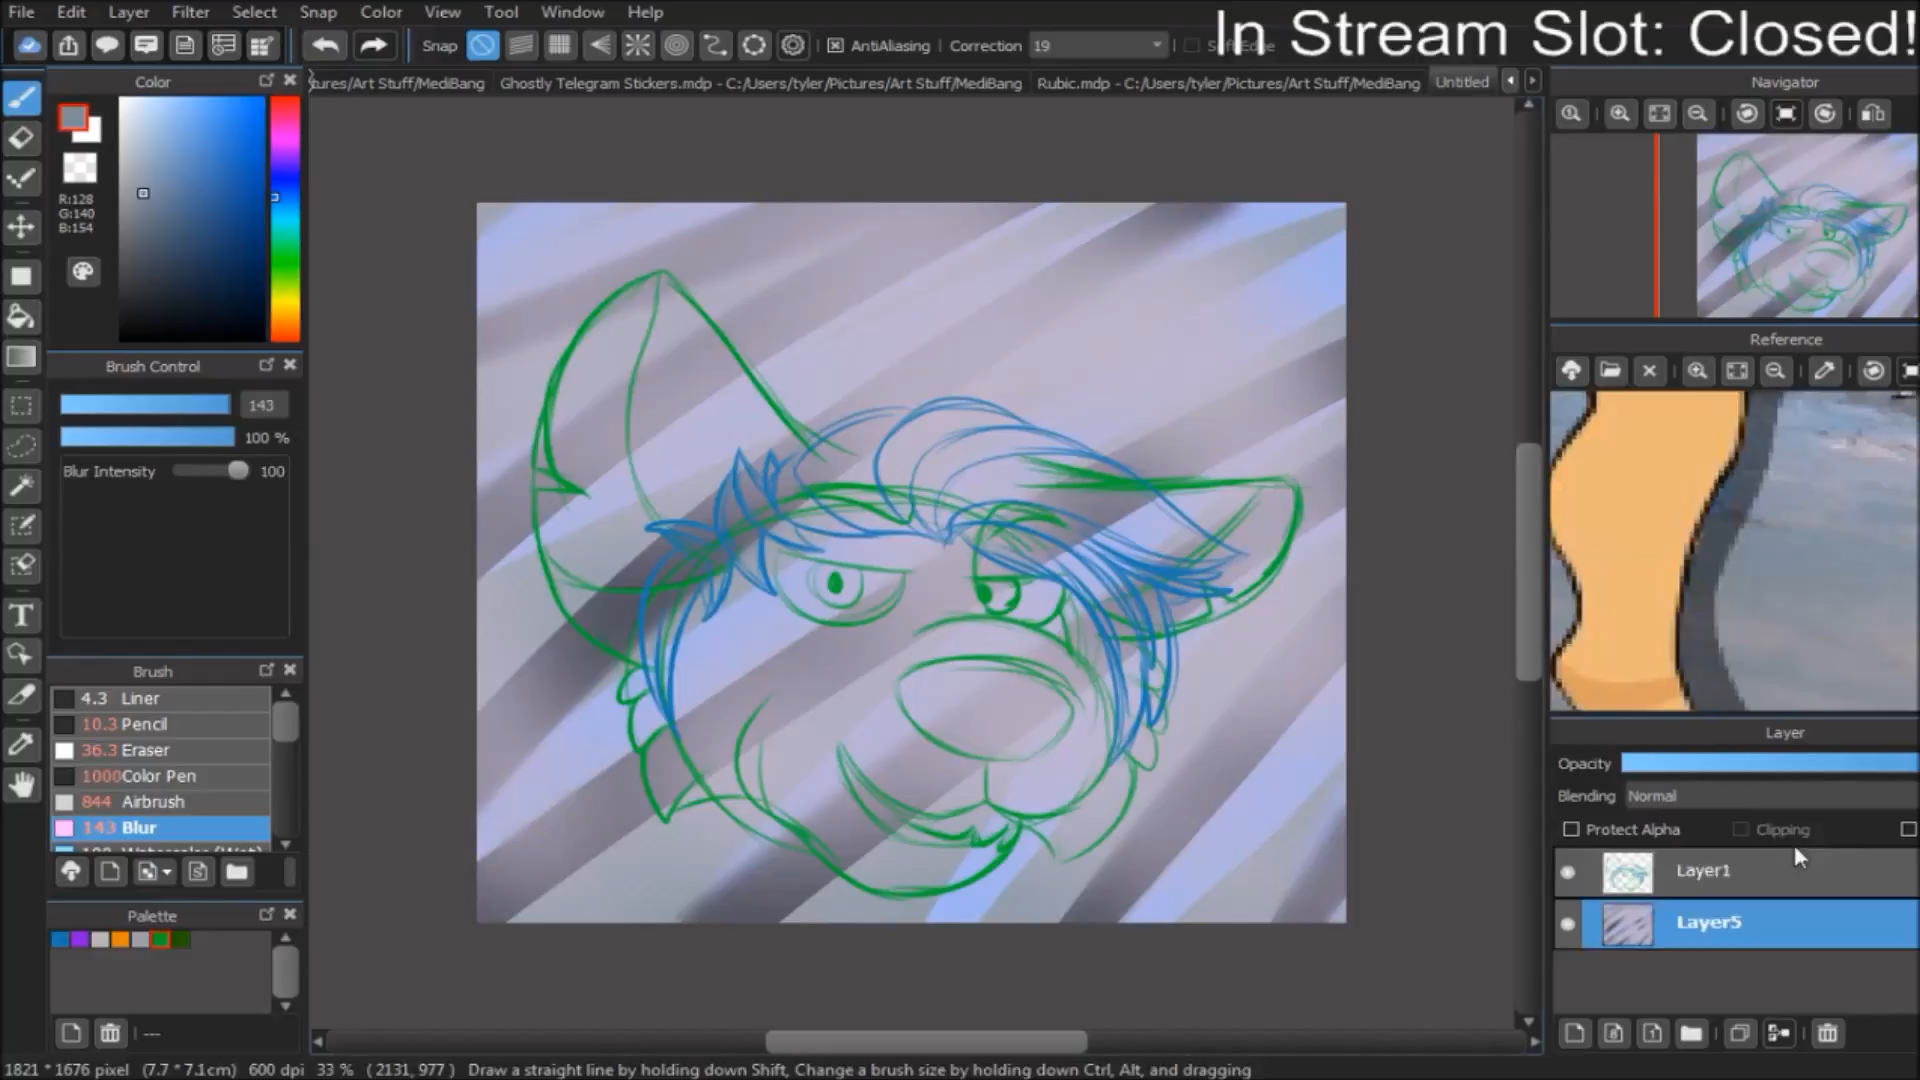 File Edit Layer Filter Select Snap Color View Tool Window Help
In Stream Slot: Closed!
Snap AntiAliasing Correction 19
tures/Art Stuff/MediBang Ghostly Telegram Stickers.mdp - C:/Users/tyler/Pictures/Art Stuff/MediBang Rubic.mdp - C:/Users/tyler/Pictures/Art Stuff/MediBang Untitled
Color
R:128
G:140
B:154
Brush Control
143
100 %
Blur Intensity 100
Brush
4.3 Liner
10.3 Pencil
36.3 Eraser
1000 Color Pen
844 Airbrush
143 Blur
Palette
---
Navigator
Reference
Layer
Opacity
Blending Normal
Protect Alpha Clipping
Layer1
Layer5
1821 * 1676 pixel (7.7 * 7.1cm) 600 dpi 33 % ( 2131, 977 ) Draw a straight line by holding down Shift, Change a brush size by holding down Ctrl, Alt, and dragging